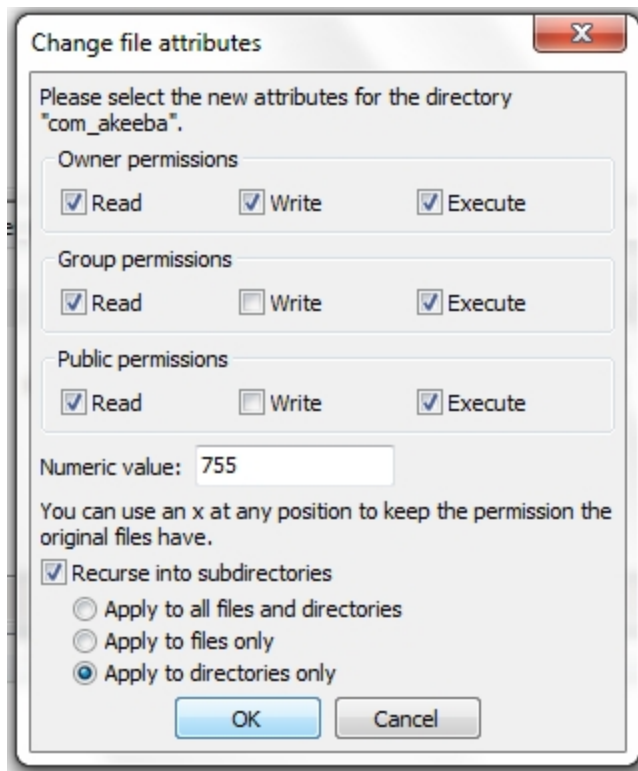 Change file attributes
Please select the new attributes for the directory
"com_akeeba".
Owner permissions
Read Write Execute
Group permissions
Read Write Execute
Public permissions
Read Write Execute
Numeric value: 755
You can use an x at any position to keep the permission the
original files have.
Recurse into subdirectories
Apply to all files and directories
Apply to files only
Apply to directories only
OK Cancel